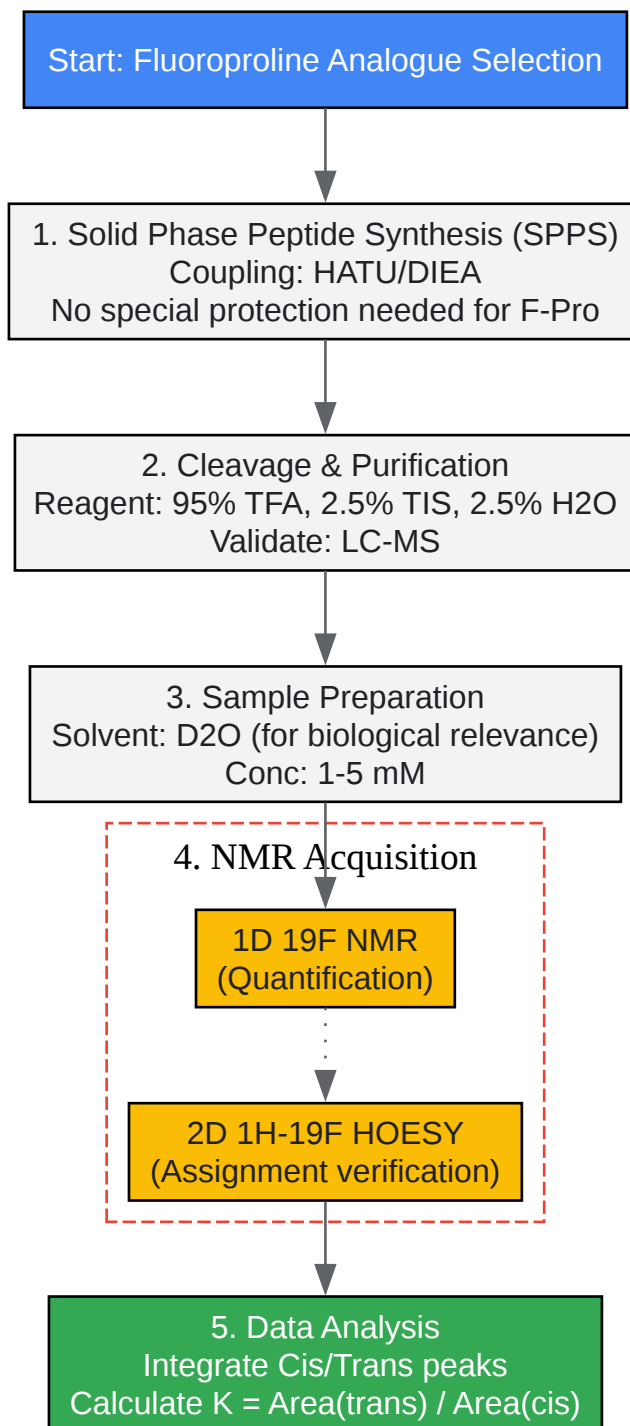 Start: Fluoroproline Analogue Selection
1. Solid Phase Peptide Synthesis (SPPS)
Coupling: HATU/DIEA
No special protection needed for F-Pro
2. Cleavage & Purification
Reagent: 95% TFA, 2.5% TIS, 2.5% H2O
Validate: LC-MS
3. Sample Preparation
Solvent: D2O (for biological relevance)
Conc: 1-5 mM
4. NMR Acquisition
1D 19F NMR
(Quantification)
2D 1H-19F HOESY
(Assignment verification)
5. Data Analysis
Integrate Cis/Trans peaks
Calculate K = Area(trans) / Area(cis)